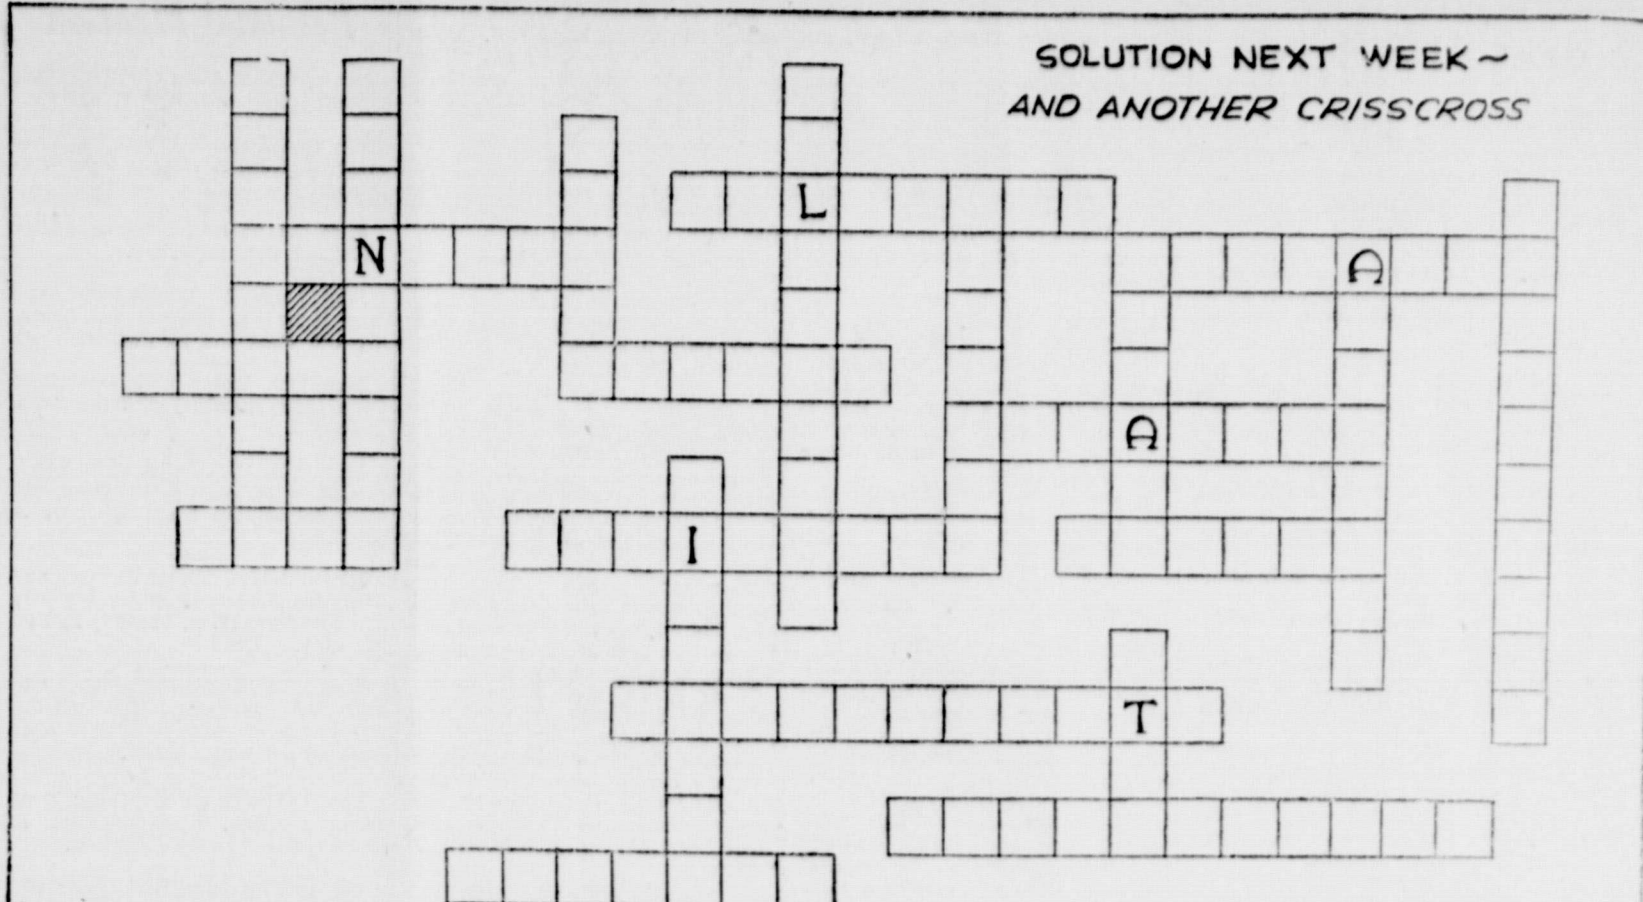 SOLUTION NEXT WEEK~
AND ANOTHER CRISSCROSS
L
N
A
A
I
T